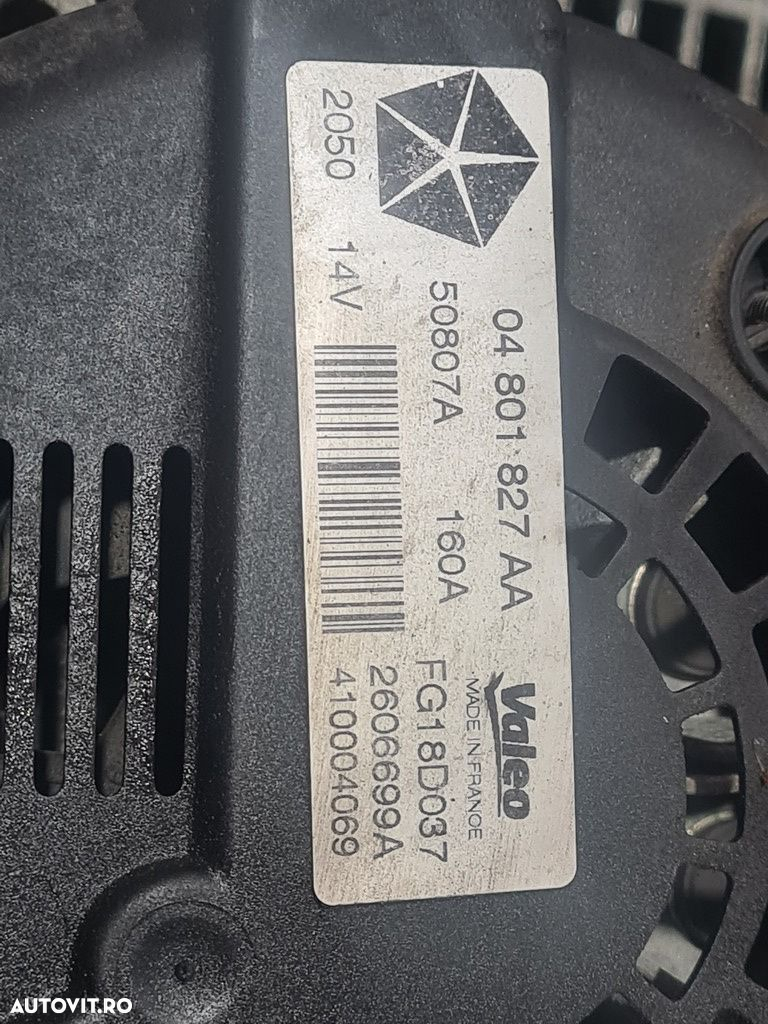 04 801 827 AA
Valeo
MADE IN FRANCE
50807A 160A FG18D037
2606699A
2050 14V 410004069
AUTOVIT.RO